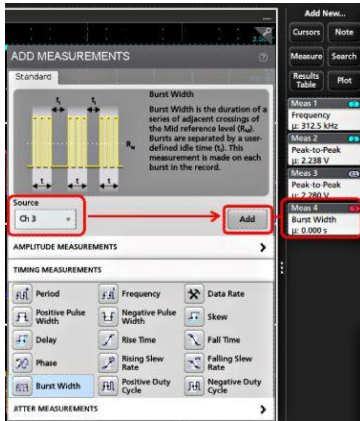 Add New...
Cursors Note
Measure Search
Results Table Plot
ADD MEASUREMENTS
Standard
Burst Width
Burst Width is the duration of a
series of adjacent crossings of
the Mid reference level (RM).
Bursts are separated by a user-
defined idle time (tI). This
measurement is made on each
burst in the record.
Source
Ch 3
Add
AMPLITUDE MEASUREMENTS
TIMING MEASUREMENTS
Period Frequency Data Rate
Positive Pulse Width Negative Pulse Width Skew
Delay Rise Time Fall Time
Phase Rising Slew Rate Falling Slew Rate
Burst Width Positive Duty Cycle Negative Duty Cycle
JITTER MEASUREMENTS
Meas 1
Frequency
µ: 312.5 kHz
Meas 2
Peak-to-Peak
µ: 2.238 V
Meas 3
Peak-to-Peak
µ: 2.280 V
Meas 4
Burst Width
µ: 0.000 s